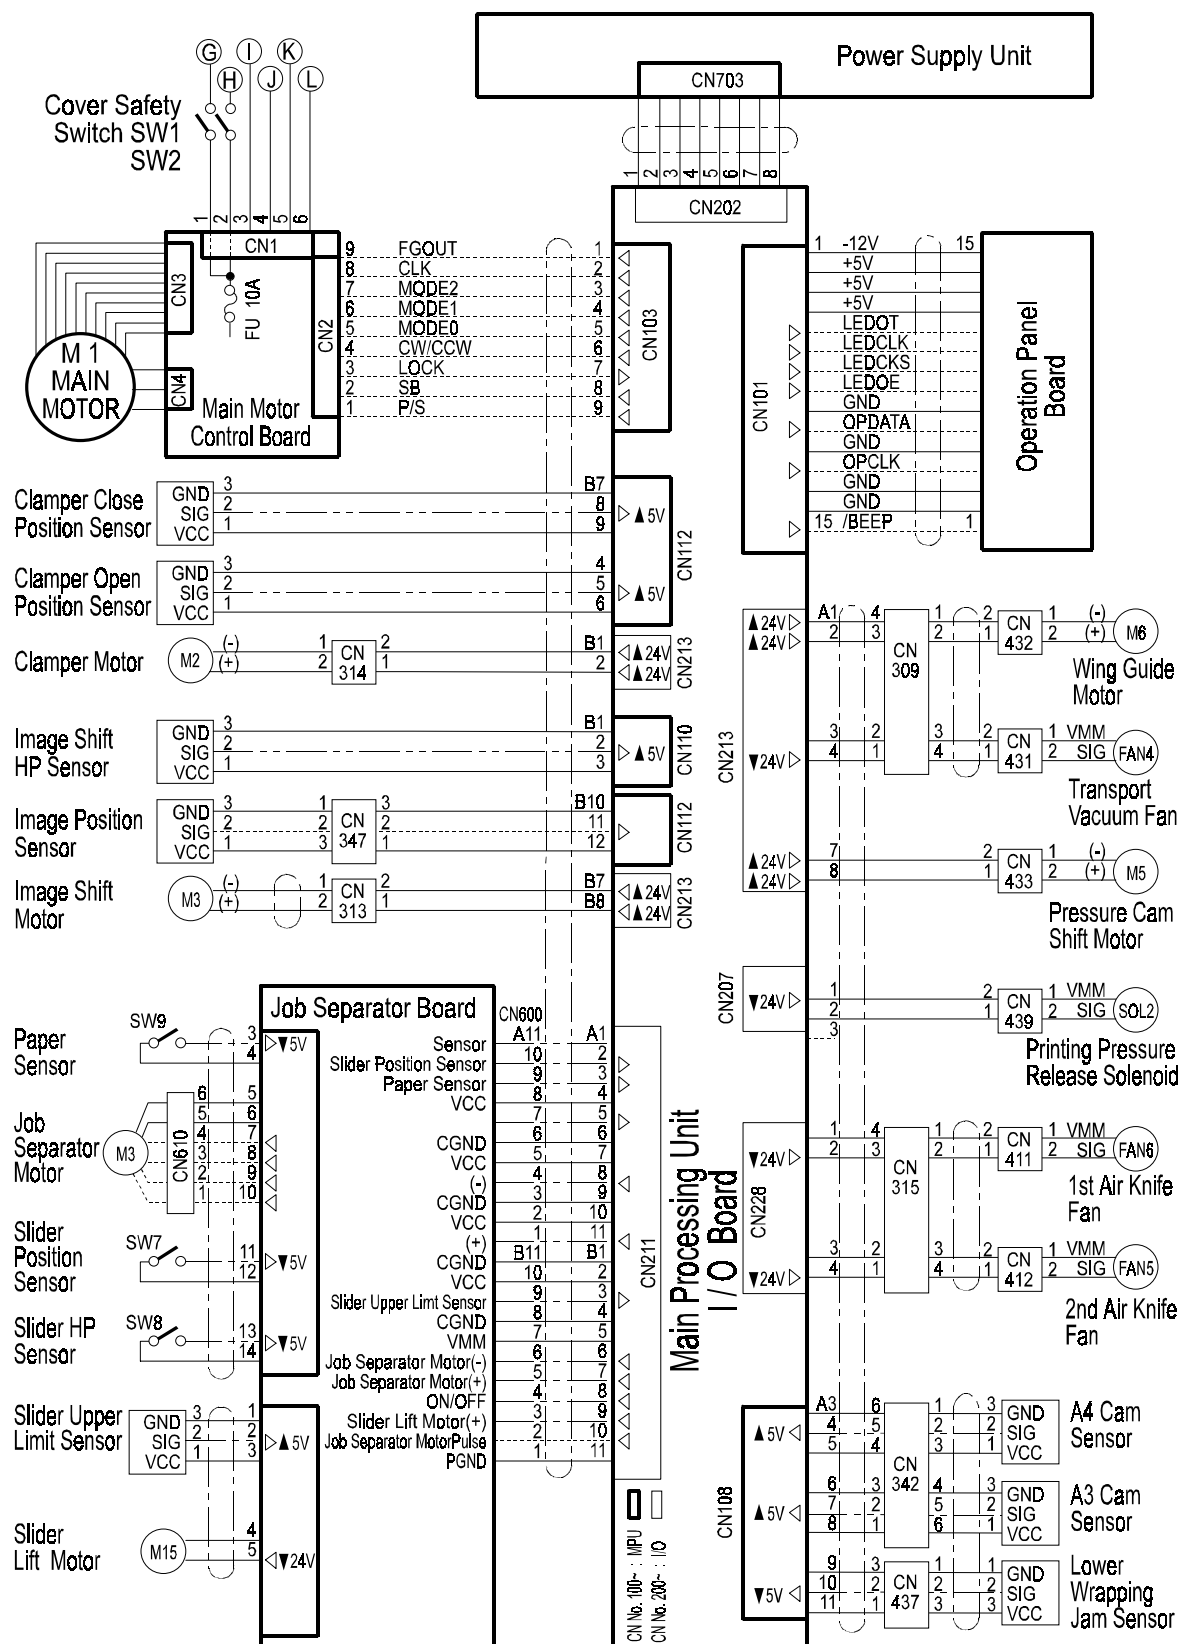 G
H
I
J
K
L
Cover Safety
Switch SW1
SW2
Power Supply Unit
CN703
1 2 3 4 5 6 7 8
CN202
1 2 3 4 5 6
CN1
CN3
FU 10A
CN2
CN4
M 1
MAIN
MOTOR
Main Motor
Control Board
9 FGOUT 1
8 CLK 2
7 MODE2 3
6 MODE1 4
5 MODE0 5
4 CW/CCW 6
3 LOCK 7
2 SB 8
1 P/S 9
CN103
CN101
1 -12V 15
+5V
+5V
+5V
LEDOT
LEDCLK
LEDCKS
LEDOE
GND
OPDATA
GND
OPCLK
GND
GND
15 /BEEP 1
Operation Panel
Board
Clamper Close
Position Sensor
GND 3 B7
SIG 2 8 5V
VCC 1 9
CN112
Clamper Open
Position Sensor
GND 3 4
SIG 2 5 5V
VCC 1 6
Clamper Motor
M2 (-) 1 CN 2 B1 24V
(+) 2 314 1 2 24V
CN213
Image Shift
HP Sensor
GND 3 B1
SIG 2 2 5V
VCC 1 3
CN110
Image Position
Sensor
GND 3 1 3 B10
SIG 2 2 CN 2 11
VCC 1 3 347 1 12
CN112
Image Shift
Motor
M3 (-) 1 CN 2 B7 24V
(+) 2 313 1 B8 24V
CN213
CN213
24V A1 4 1 2 1 (-)
24V 2 3 2 1 2 (+)
CN
309
CN
432
M6
Wing Guide
Motor
24V 3 2 3 2 1 VMM
4 1 4 1 2 SIG
CN
431
FAN4
Transport
Vacuum Fan
24V 7 2 1 (-)
24V 8 1 2 (+)
CN
433
M5
Pressure Cam
Shift Motor
CN207
24V 1 2 1 VMM
2 1 2 SIG
3
CN
439
SOL2
Printing Pressure
Release Solenoid
CN228
24V 1 4 1 2 1 VMM
2 3 2 1 2 SIG
CN
315
CN
411
FAN6
1st Air Knife
Fan
24V 3 2 3 2 1 VMM
4 1 4 1 2 SIG
CN
412
FAN5
2nd Air Knife
Fan
CN108
A3 6 1 3 GND
5V 4 5 2 2 SIG
5 4 3 1 VCC
A4 Cam
Sensor
CN
342
6 3 4 3 GND
5V 7 2 5 2 SIG
8 1 6 1 VCC
A3 Cam
Sensor
9 3 1 1 GND
5V 10 2 2 2 SIG
11 1 3 3 VCC
CN
437
Lower
Wrapping
Jam Sensor
Job Separator Board
CN600
Paper
Sensor
SW9
3 5V
4
Job
Separator
Motor
M3
CN610
6 5
5 6
4 7
3 8
2 9
1 10
Slider
Position
Sensor
SW7
11 5V
12
Slider HP
Sensor
SW8
13 5V
14
Slider Upper
Limit Sensor
GND 3 1
SIG 2 2 5V
VCC 1 3
Slider
Lift Motor
M15
4
5 24V
Sensor A11 A1
Slider Position Sensor 10 2
Paper Sensor 9 3
VCC 8 4
7 5
CGND 6 6
VCC 5 7
(-) 4 8
CGND 3 9
VCC 2 10
(+) 1 11
CGND B11 B1
VCC 10 2
Slider Upper Limt Sensor 9 3
CGND 8 4
VMM 7 5
Job Separator Motor(-) 6 6
Job Separator Motor(+) 5 7
ON/OFF 4 8
Slider Lift Motor(+) 3 9
Job Separator MotorPulse 2 10
PGND 1 11
CN211
Main Processing Unit
I / O Board
CN No. 100~ : MPU
CN No. 200~ : I/O